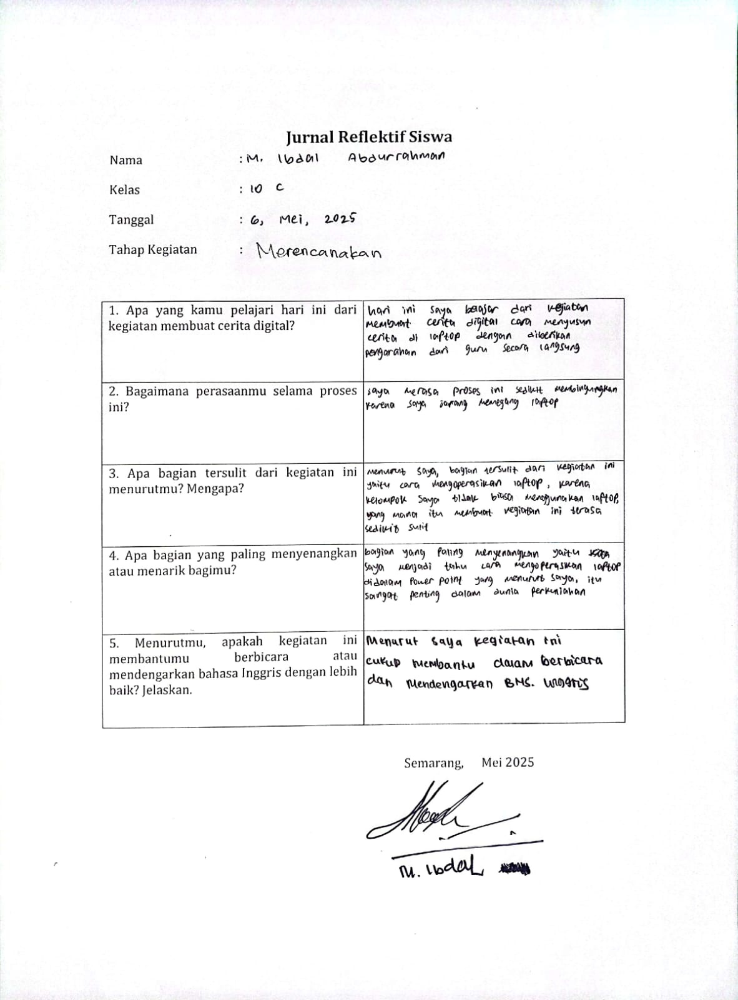 Jurnal Reflektif Siswa
Nama : M. Ibdal Abdurrahman
Kelas : 10 C
Tanggal : 6, Mei, 2025
Tahap Kegiatan : Merencanakan
1. Apa yang kamu pelajari hari ini dari
kegiatan membuat cerita digital?
hari ini saya belajar dari kegiatan
membuat cerita digital cara menyusun
cerita di laptop dengan diberikan
pengarahan dari guru secara langsung
2. Bagaimana perasaanmu selama proses
ini?
saya merasa proses ini sedikit membingungkan
karena saya jarang memegang laptop
3. Apa bagian tersulit dari kegiatan ini
menurutmu? Mengapa?
menurut saya, bagian tersulit dari kegiatan ini
yaitu cara mengoperasikan laptop, karena
kelompok saya tidak biasa menggunakan laptop,
yang mana itu membuat kegiatan ini terasa
sedikit sulit
4. Apa bagian yang paling menyenangkan
atau menarik bagimu?
bagian yang paling menyenangkan yaitu
saya menjadi tahu cara mengoperasikan laptop
didalam Power Point yang menurut saya, itu
sangat penting dalam dunia perkuliahan
5. Menurutmu, apakah kegiatan ini
membantumu berbicara atau
mendengarkan bahasa Inggris dengan lebih
baik? Jelaskan.
Menurut saya kegiatan ini
cukup membantu dalam berbicara
dan mendengarkan BHS. Inggris
Semarang, Mei 2025
M. Ibdal